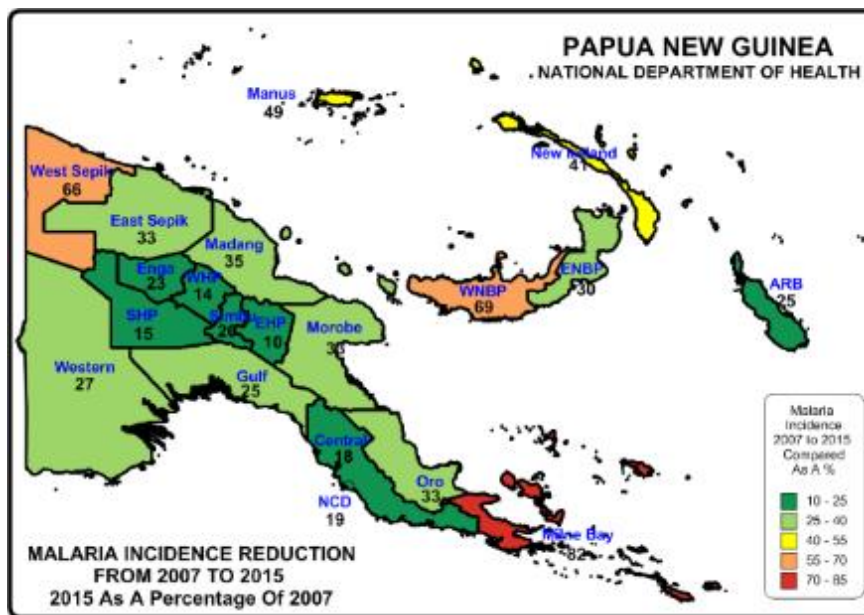 PAPUA NEW GUINEA
NATIONAL DEPARTMENT OF HEALTH
Manus
49
New Ireland
41
West Sepik
66
East Sepik
33
Madang
35
Enga
23
WHP
14
SHP
15
Simbu
20
EHP
10
Morobe
33
WNBP
69
ENBP
30
ARB
25
Western
27
Gulf
25
Central
18
Oro
33
NCD
19
Milne Bay
82
Malaria
Incidence
2007 to 2015
Compared
As A %
10 - 25
25 - 40
40 - 55
55 - 70
70 - 85
MALARIA INCIDENCE REDUCTION
FROM 2007 TO 2015
2015 As A Percentage Of 2007